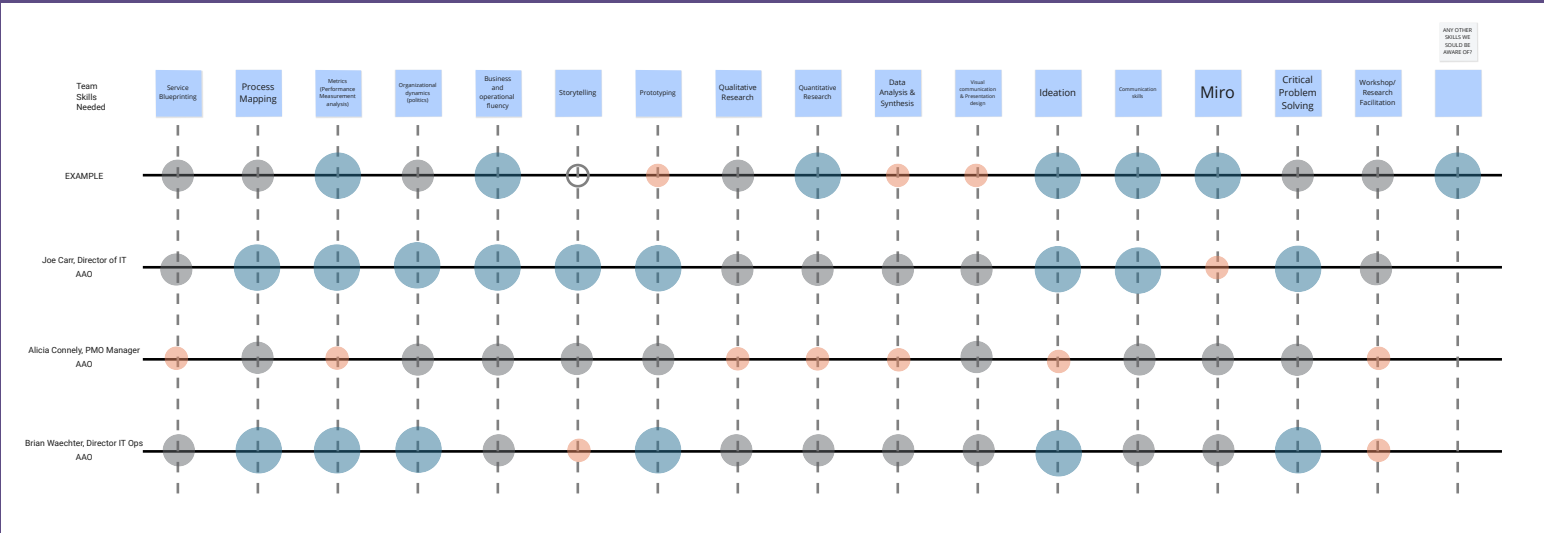 ANY OTHER
SKILLS WE
SOULD BE
AWARE OF?
Team
Skills
Needed
Service
Blueprinting
Process
Mapping
Metrics
(Performance
Measurement
analysis)
Organizational
dynamics
(politics)
Business
and
operational
fluency
Storytelling
Prototyping
Qualitative
Research
Quantitative
Research
Data
Analysis &
Synthesis
Visual
communication
& Presentation
design
Ideation
Communication
skills
Miro
Critical
Problem
Solving
Workshop/
Research
Facilitation
EXAMPLE
Joe Carr, Director of IT
AAO
Alicia Connely, PMO Manager
AAO
Brian Waechter, Director IT Ops
AAO